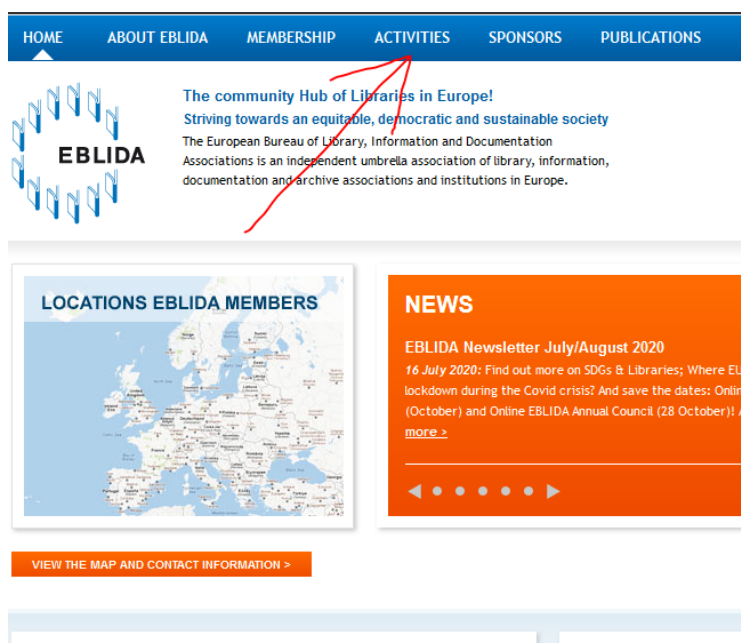 HOME ABOUT EBLIDA MEMBERSHIP ACTIVITIES SPONSORS PUBLICATIONS
EBLIDA
The community Hub of Libraries in Europe!
Striving towards an equitable, democratic and sustainable society
The European Bureau of Library, Information and Documentation
Associations is an independent umbrella association of library, information,
documentation and archive associations and institutions in Europe.
LOCATIONS EBLIDA MEMBERS
NEWS
EBLIDA Newsletter July/August 2020
16 July 2020: Find out more on SDGs & Libraries; Where EU
lockdown during the Covid crisis? And save the dates:
(October) and Online EBLIDA Annual Council (28 October)!
more >
VIEW THE MAP AND CONTACT INFORMATION >